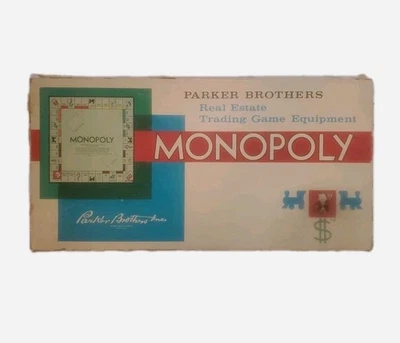 PARKER BROTHERS
Real Estate
Trading Game Equipment
MONOPOLY
MONOPOLY
Parker Brothers Inc
$